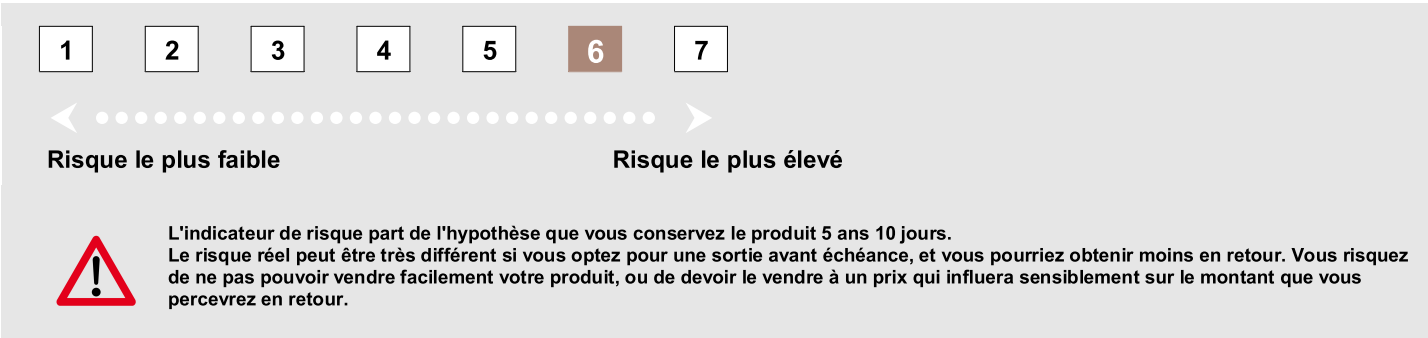 1 2 3 4 5 6 7
Risque le plus faible Risque le plus élevé
L'indicateur de risque part de l'hypothèse que vous conservez le produit 5 ans 10 jours.
Le risque réel peut être très différent si vous optez pour une sortie avant échéance, et vous pourriez obtenir moins en retour. Vous risquez
de ne pas pouvoir vendre facilement votre produit, ou de devoir le vendre à un prix qui influera sensiblement sur le montant que vous
percevrez en retour.